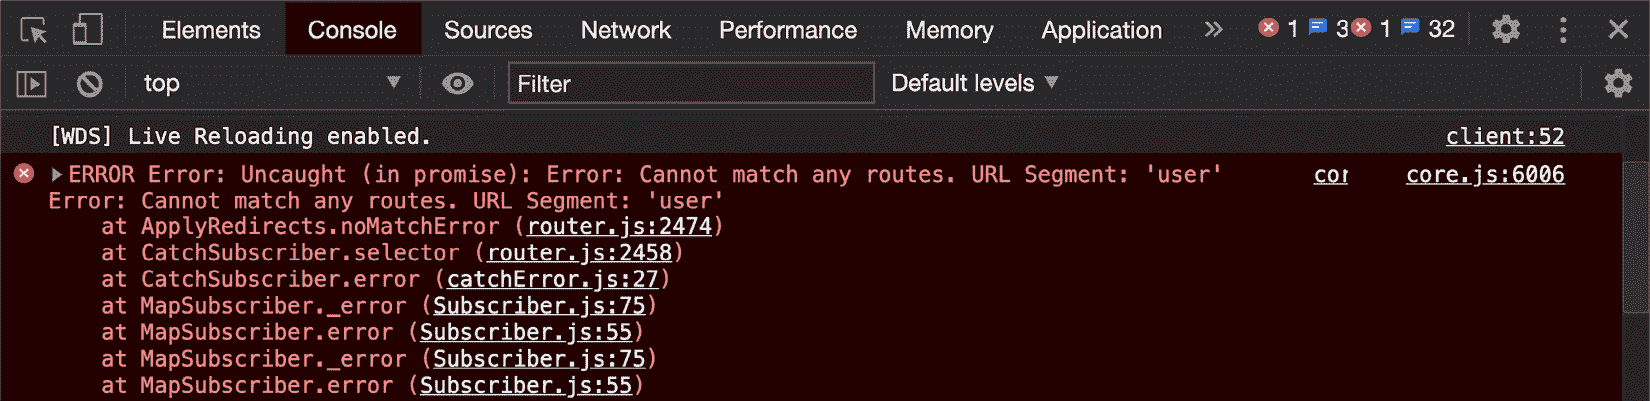 Elements Console Sources Network Performance Memory Application » 1 3 1 32
top Filter Default levels
[WDS] Live Reloading enabled. client:52
ERROR Error: Uncaught (in promise): Error: Cannot match any routes. URL Segment: 'user' cor core.js:6006
Error: Cannot match any routes. URL Segment: 'user'
at ApplyRedirects.noMatchError (router.js:2474)
at CatchSubscriber.selector (router.js:2458)
at CatchSubscriber.error (catchError.js:27)
at MapSubscriber._error (Subscriber.js:75)
at MapSubscriber.error (Subscriber.js:55)
at MapSubscriber._error (Subscriber.js:75)
at MapSubscriber.error (Subscriber.js:55)